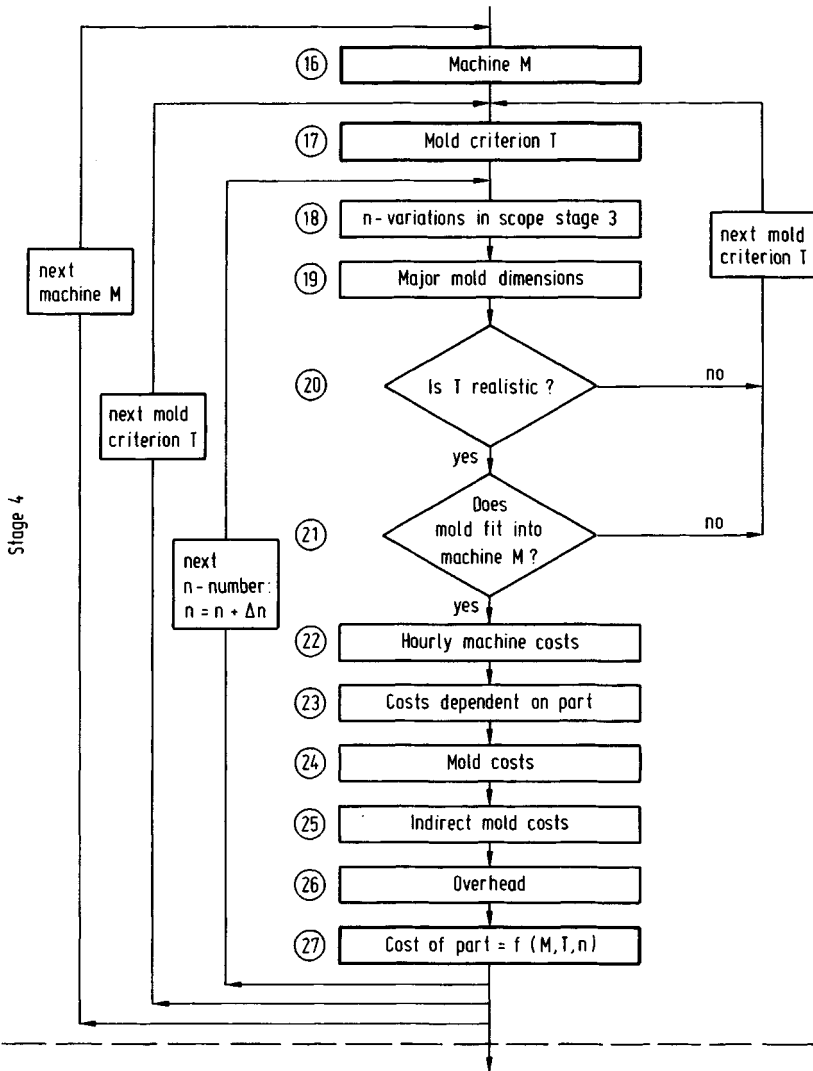 16
Machine M
17
Mold criterion T
18
n-variations in scope stage 3
next mold
criterion T
19
Major mold dimensions
next
machine M
20
Is T realistic ?
no
next mold
criterion T
yes
Stage 4
21
Does
mold fit into
machine M ?
no
next
n-number:
n = n + Δn
yes
22
Hourly machine costs
23
Costs dependent on part
24
Mold costs
25
Indirect mold costs
26
Overhead
27
Cost of part = f (M,T,n)